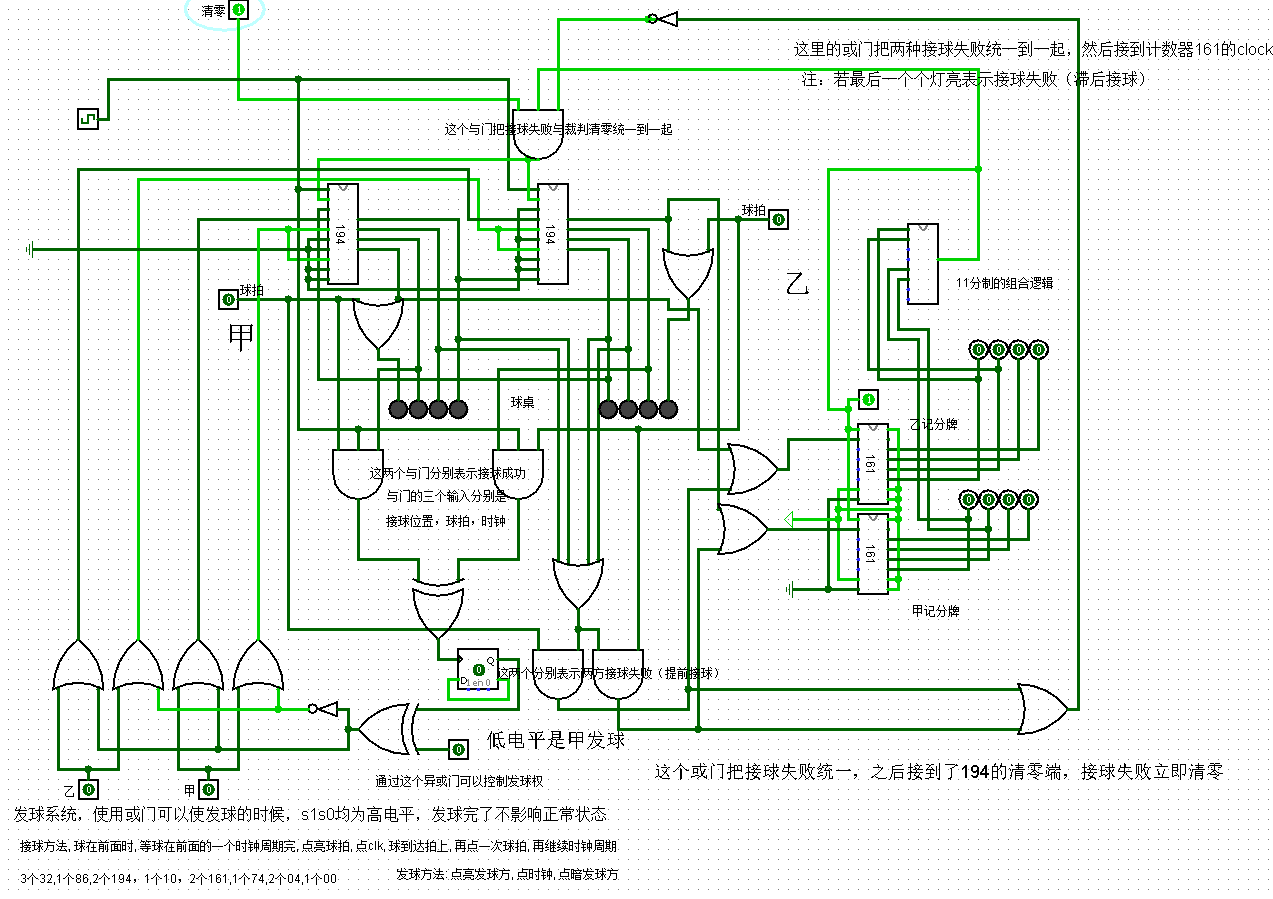 清零
1
这里的或门把两种接球失败统一到一起，然后接到计数器161的clock
注：若最后一个个灯亮表示接球失败（滞后接球）
这个与门把接球失败与裁判清零统一到一起
194
194
球拍
0
乙
11分制的组合逻辑
0
球拍
甲
0 0 0 0
球桌
1
乙记分牌
161
这两个与门分别表示接球成功
与门的三个输入分别是
接球位置，球拍，时钟
0 0 0 0
161
甲记分牌
Q
0
D 1 en 0
这两个分别表示两方接球失败（提前接球）
低电平是甲发球
0
通过这个异或门可以控制发球权
这个或门把接球失败统一，之后接到了194的清零端，接球失败立即清零
乙 0
甲 0
发球系统，使用或门可以使发球的时候，s1s0均为高电平，发球完了不影响正常状态
接球方法,球在前面时,等球在前面的一个时钟周期完,点亮球拍,点clk,球到达拍上,再点一次球拍,再继续时钟周期
3个32,1个86,2个194，1个10，2个161,1个74,2个04,1个00
发球方法:点亮发球方,点时钟,点暗发球方